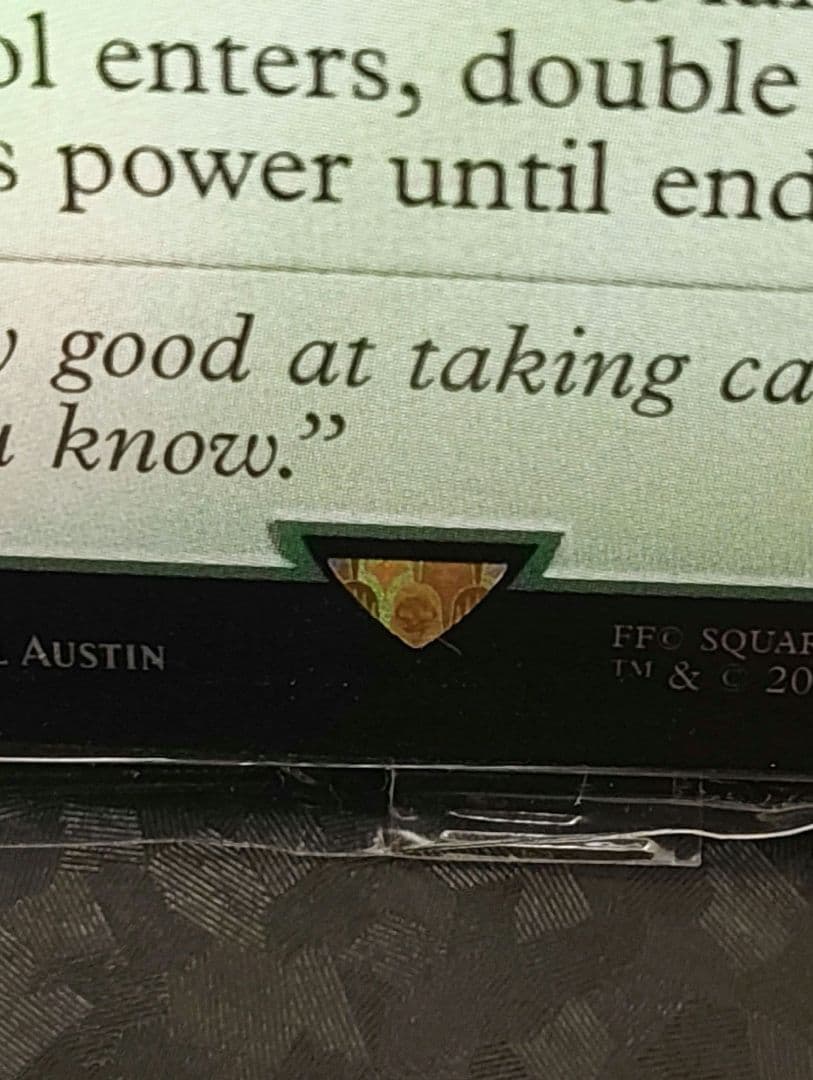 ol enters, double
s power until end
good at taking ca
know.”
AUSTIN
FF© SQUAR
™ & © 20